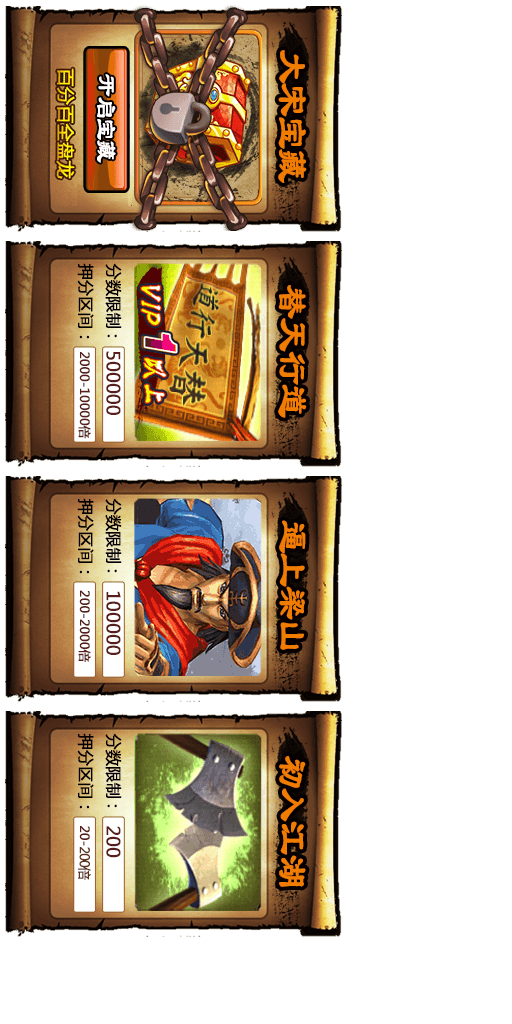 大宋宝藏
开启宝藏
百分百全盘龙
替天行道
替天行道
VIP1以上
分数限制：500000
押分区间：2000-10000倍
逼上梁山
分数限制：100000
押分区间：200-2000倍
初入江湖
分数限制：200
押分区间：20-200倍